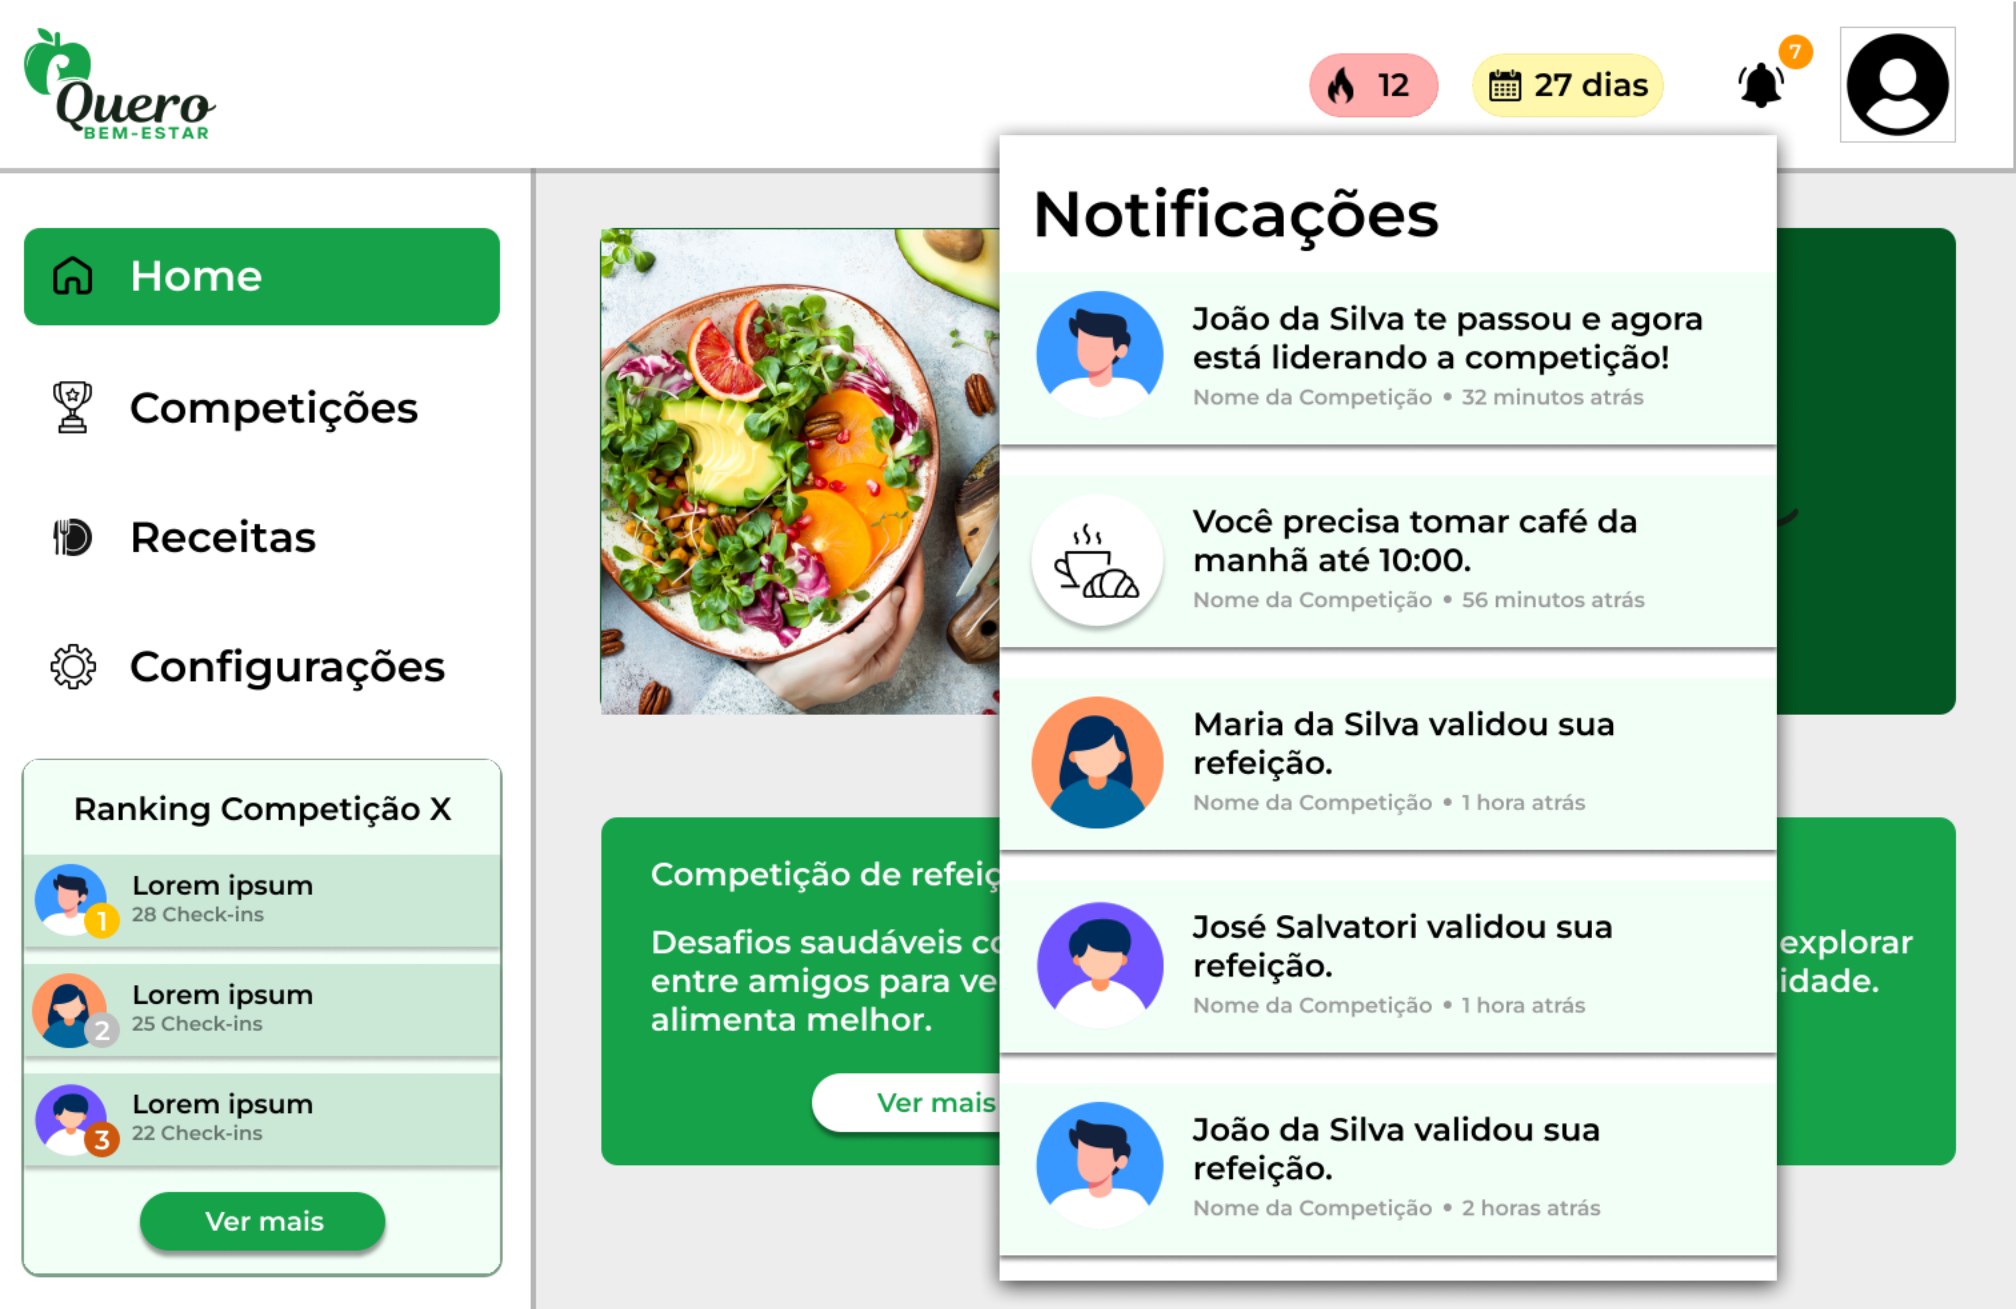 Quero
BEM-ESTAR
12
27 dias
7
Home
Competições
Receitas
Configurações
Ranking Competição X
1
Lorem ipsum
28 Check-ins
2
Lorem ipsum
25 Check-ins
3
Lorem ipsum
22 Check-ins
Ver mais
Competição de refeiç
Desafios saudáveis co
entre amigos para ve
alimenta melhor.
Ver mais
explorar
idade.
Notificações
João da Silva te passou e agora
está liderando a competição!
Nome da Competição • 32 minutos atrás
Você precisa tomar café da
manhã até 10:00.
Nome da Competição • 56 minutos atrás
Maria da Silva validou sua
refeição.
Nome da Competição • 1 hora atrás
José Salvatori validou sua
refeição.
Nome da Competição • 1 hora atrás
João da Silva validou sua
refeição.
Nome da Competição • 2 horas atrás